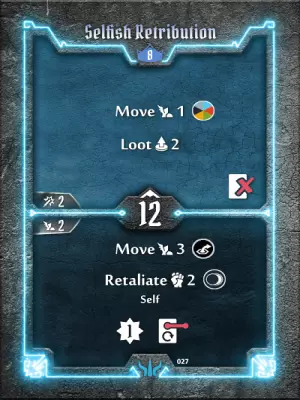 Selfish Retribution
8
Move 1
Loot 2
2
12
2
Move 3
Retaliate 2
Self
1
027